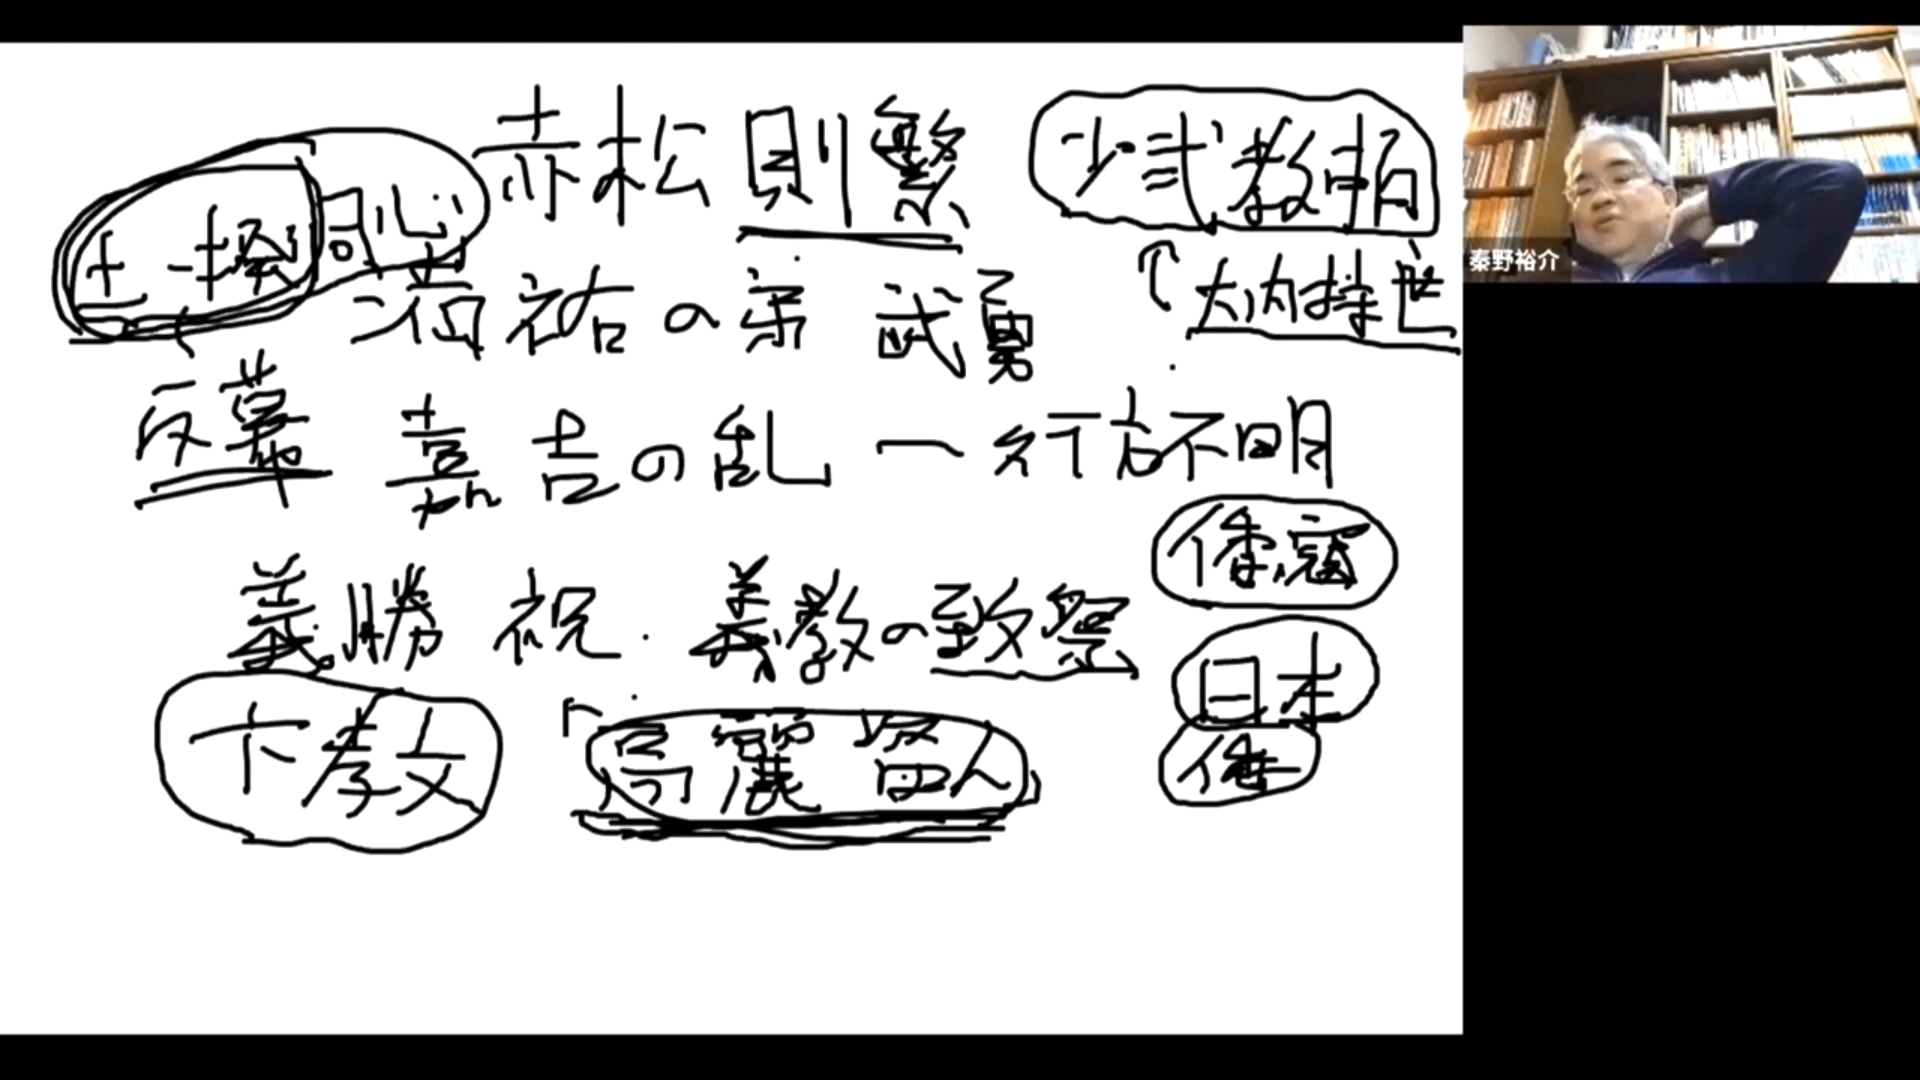 赤松則繁 少弐教頼
土一揆 同心
満祐の弟 武勇 ↑大内持世
反幕 嘉吉の乱 ー行方不明
倭寇
義勝 祝・義教の致祭
日本
卞孝文 「高麗留人」
倭
秦野裕介